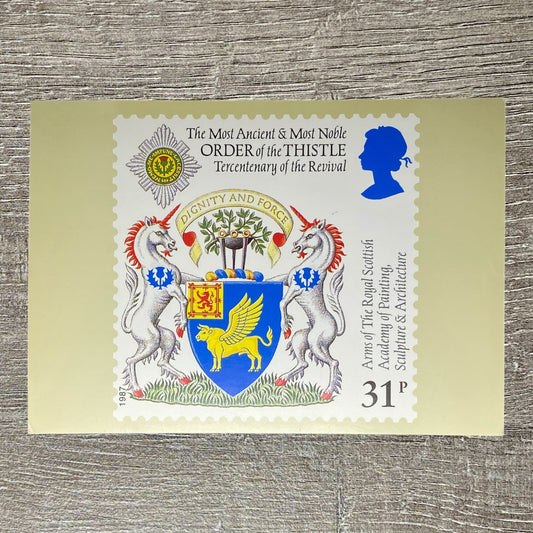 The Most Ancient & Most Noble
ORDER of the THISTLE
Tercentenary of the Revival
DIGNITY AND FORCE
Arms of The Royal Scottish
Academy of Painting,
Sculpture & Architecture
1987
31P